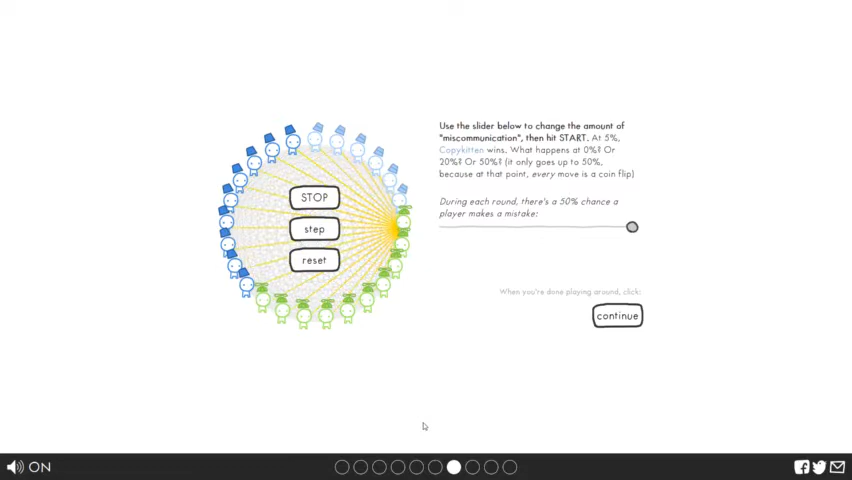 Use the slider below to change the amount of
"miscommunication", then hit START. At 5%,
Copykitten wins. What happens at 0%? Or
20%? Or 50%? (it only goes up to 50%,
because at that point, every move is a coin flip)
During each round, there's a 50% chance a
player makes a mistake:
STOP
step
reset
When you're done playing around, click:
continue
ON